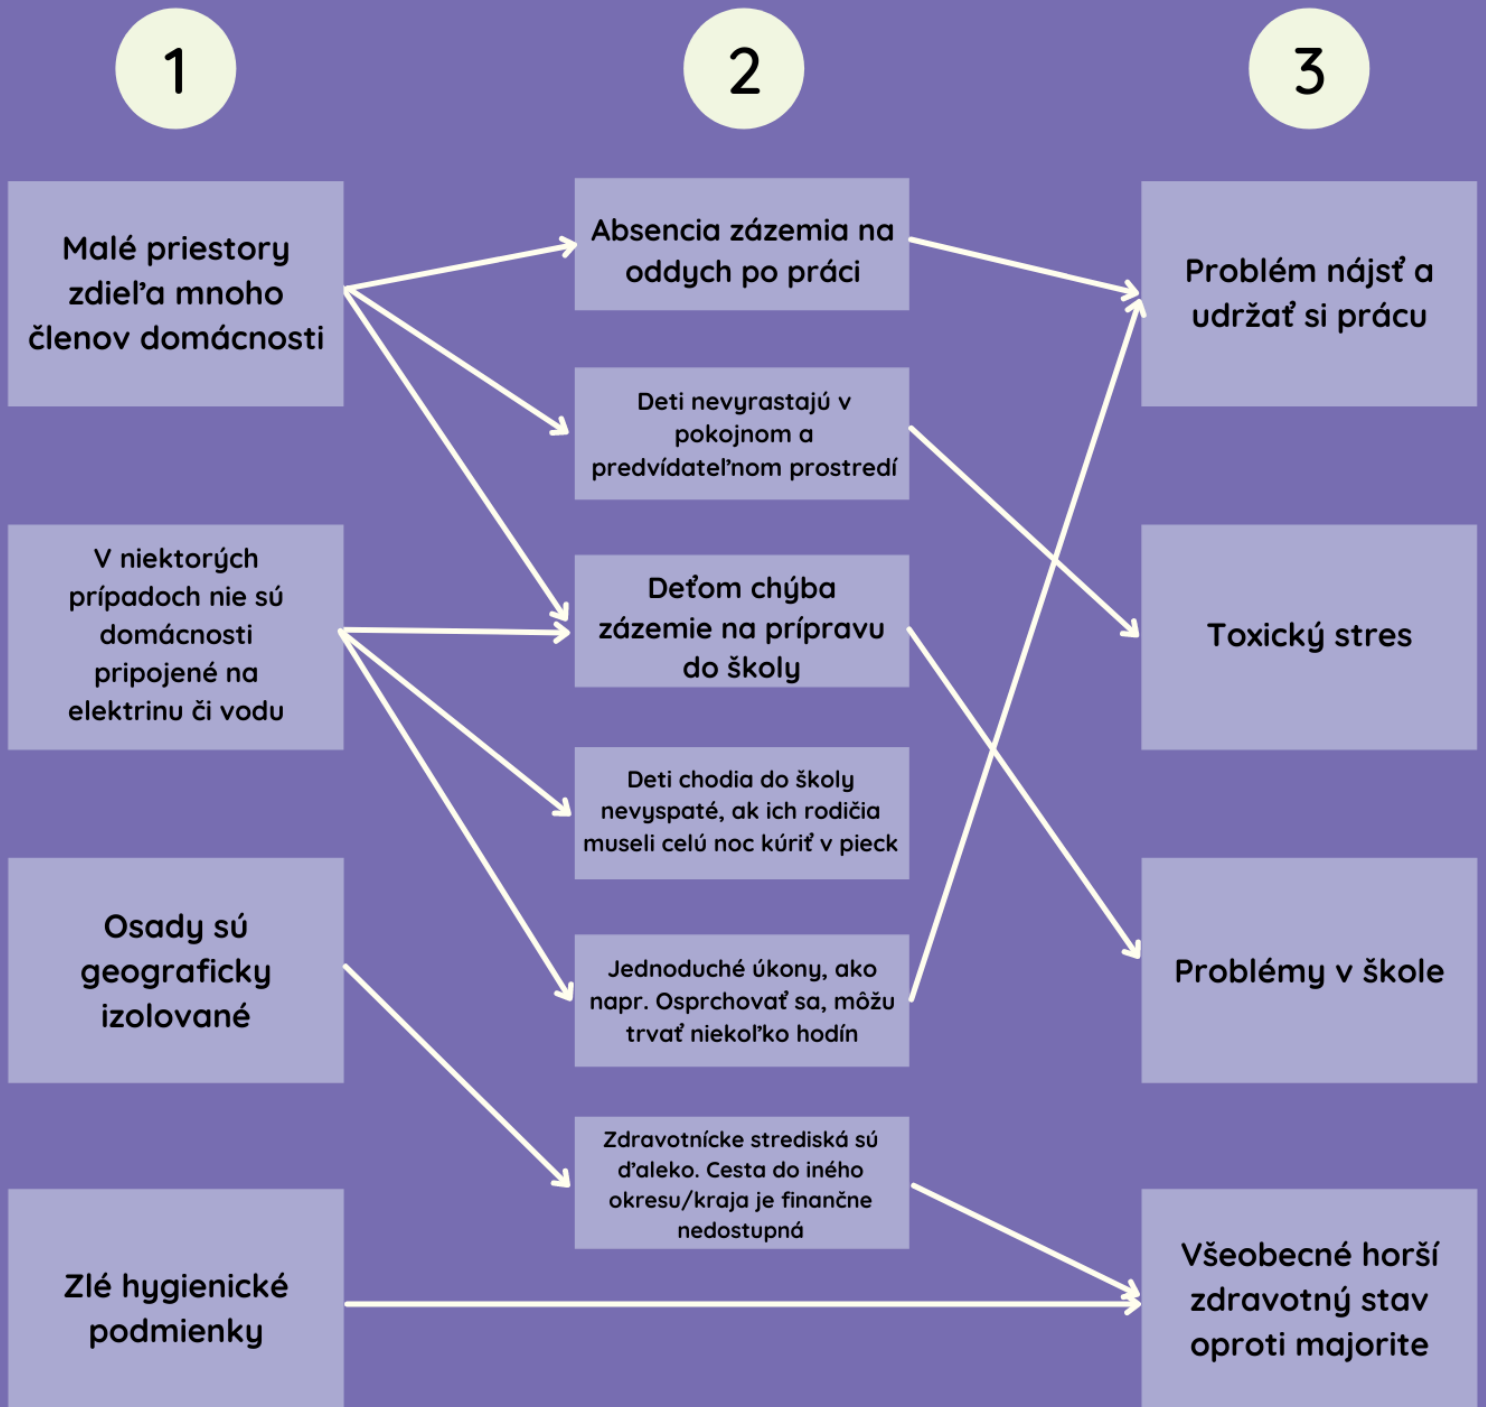 1
2
3
Malé priestory
zdieľa mnoho
členov domácnosti
V niektorých
prípadoch nie sú
domácnosti
pripojené na
elektrinu či vodu
Osady sú
geograficky
izolované
Zlé hygienické
podmienky
Absencia zázemia na
oddych po práci
Deti nevyrastajú v
pokojnom a
predvídateľnom prostredí
Deťom chýba
zázemie na prípravu
do školy
Deti chodia do školy
nevyspaté, ak ich rodičia
museli celú noc kúriť v pieck
Jednoduché úkony, ako
napr. Osprchovať sa, môžu
trvať niekoľko hodín
Zdravotnícke strediská sú
ďaleko. Cesta do iného
okresu/kraja je finančne
nedostupná
Problém nájsť a
udržať si prácu
Toxický stres
Problémy v škole
Všeobecné horší
zdravotný stav
oproti majorite